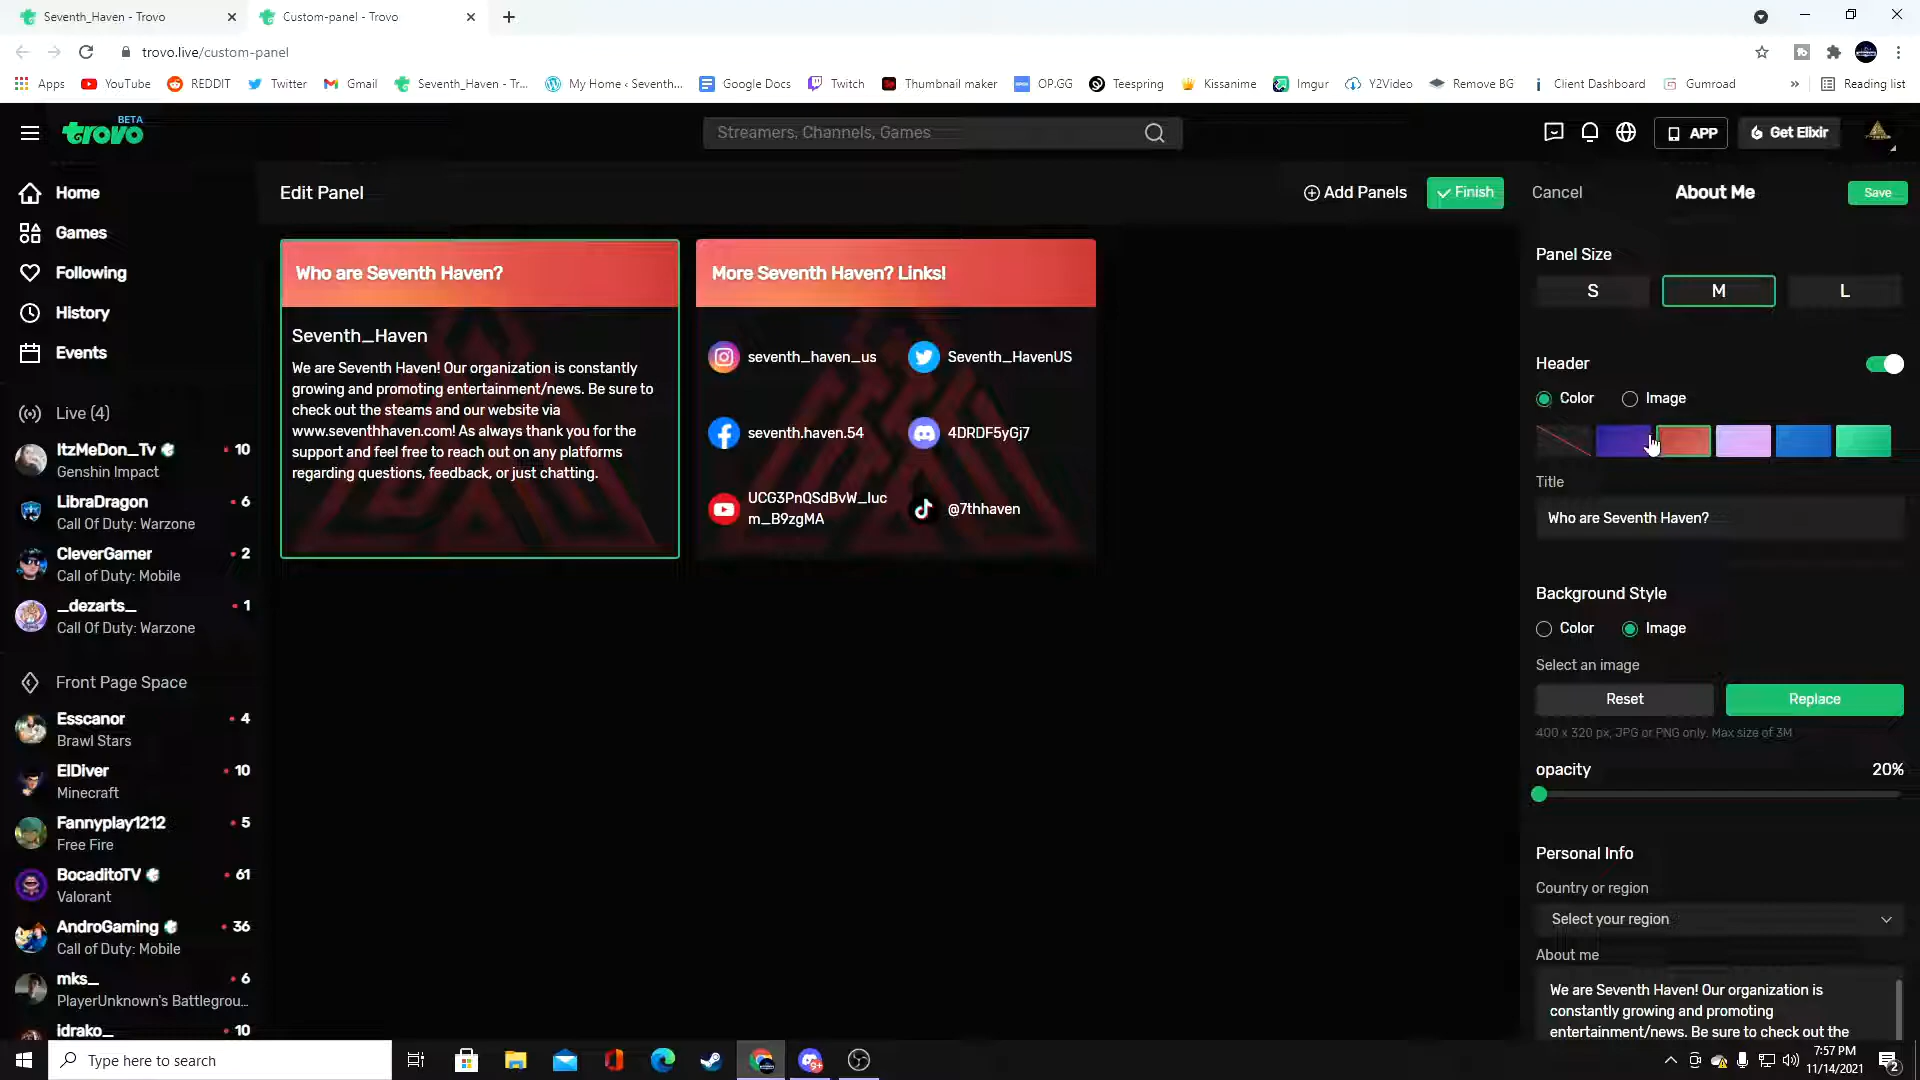 Seventh_Haven - Trovo
Custom-panel - Trovo
trovo.live/custom-panel
Apps
YouTube
REDDIT
Twitter
Gmail
Seventh_Haven - Tr...
My Home ‹ Seventh...
Google Docs
Twitch
Thumbnail maker
OP.GG
Teespring
Kissanime
Imgur
Y2Video
Remove BG
Client Dashboard
Gumroad
»
Reading list
trovo
BETA
Streamers, Channels, Games
APP
Get Elixir
Home
Games
Following
History
Events
Live (4)
ItzMeDon_Tv
10
Genshin Impact
LibraDragon
6
Call Of Duty: Warzone
CleverGamer
2
Call of Duty: Mobile
_dezarts_
1
Call Of Duty: Warzone
Front Page Space
Esscanor
4
Brawl Stars
ElDiver
10
Minecraft
Fannyplay1212
5
Free Fire
BocaditoTV
61
Valorant
AndroGaming
36
Call of Duty: Mobile
mks_
6
PlayerUnknown's Battlegrou...
idrako_
10
Edit Panel
Add Panels
Finish
Who are Seventh Haven?
Seventh_Haven
We are Seventh Haven! Our organization is constantly
growing and promoting entertainment/news. Be sure to
check out the steams and our website via
www.seventhhaven.com! As always thank you for the
support and feel free to reach out on any platforms
regarding questions, feedback, or just chatting.
More Seventh Haven? Links!
seventh_haven_us
Seventh_HavenUS
seventh.haven.54
4DRDF5yGj7
UCG3PnQSdBvW_luc
m_B9zgMA
@7thhaven
Cancel
About Me
Save
Panel Size
S
M
L
Header
Color
Image
Title
Who are Seventh Haven?
Background Style
Color
Image
Select an image
Reset
Replace
400 x 320 px, JPG or PNG only. Max size of 3M
opacity
20%
Personal Info
Country or region
Select your region
About me
We are Seventh Haven! Our organization is
constantly growing and promoting
entertainment/news. Be sure to check out the
Type here to search
9+
7:57 PM
11/14/2021
2